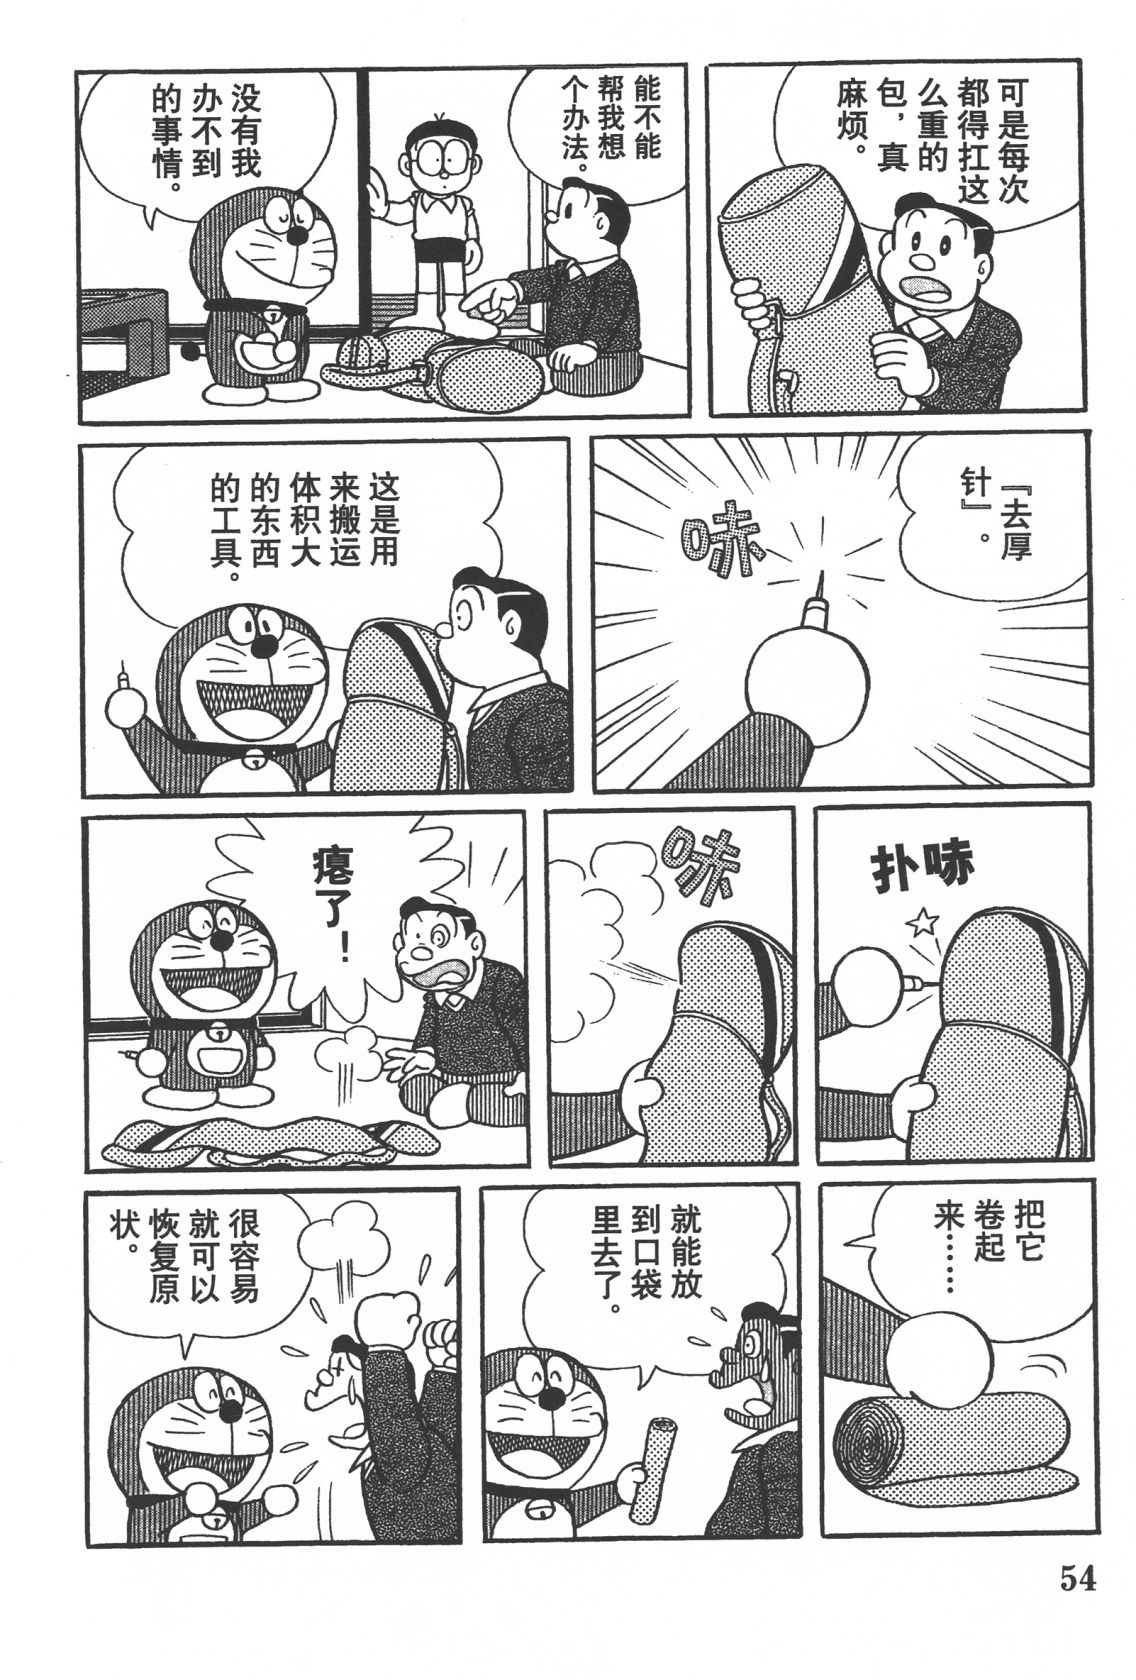 可是每次
都得扛这
么重的
包，真
麻烦。
能不能
帮我想
个办法。
没有我
办不到
的事情。
『去厚
针』。
咻
这是用
来搬运
体积大
的东西
的工具。
扑哧
哧
瘪了！
把它
卷起
来……
就能放
到口袋
里去了。
很容易
就可以
恢复原
状。
54